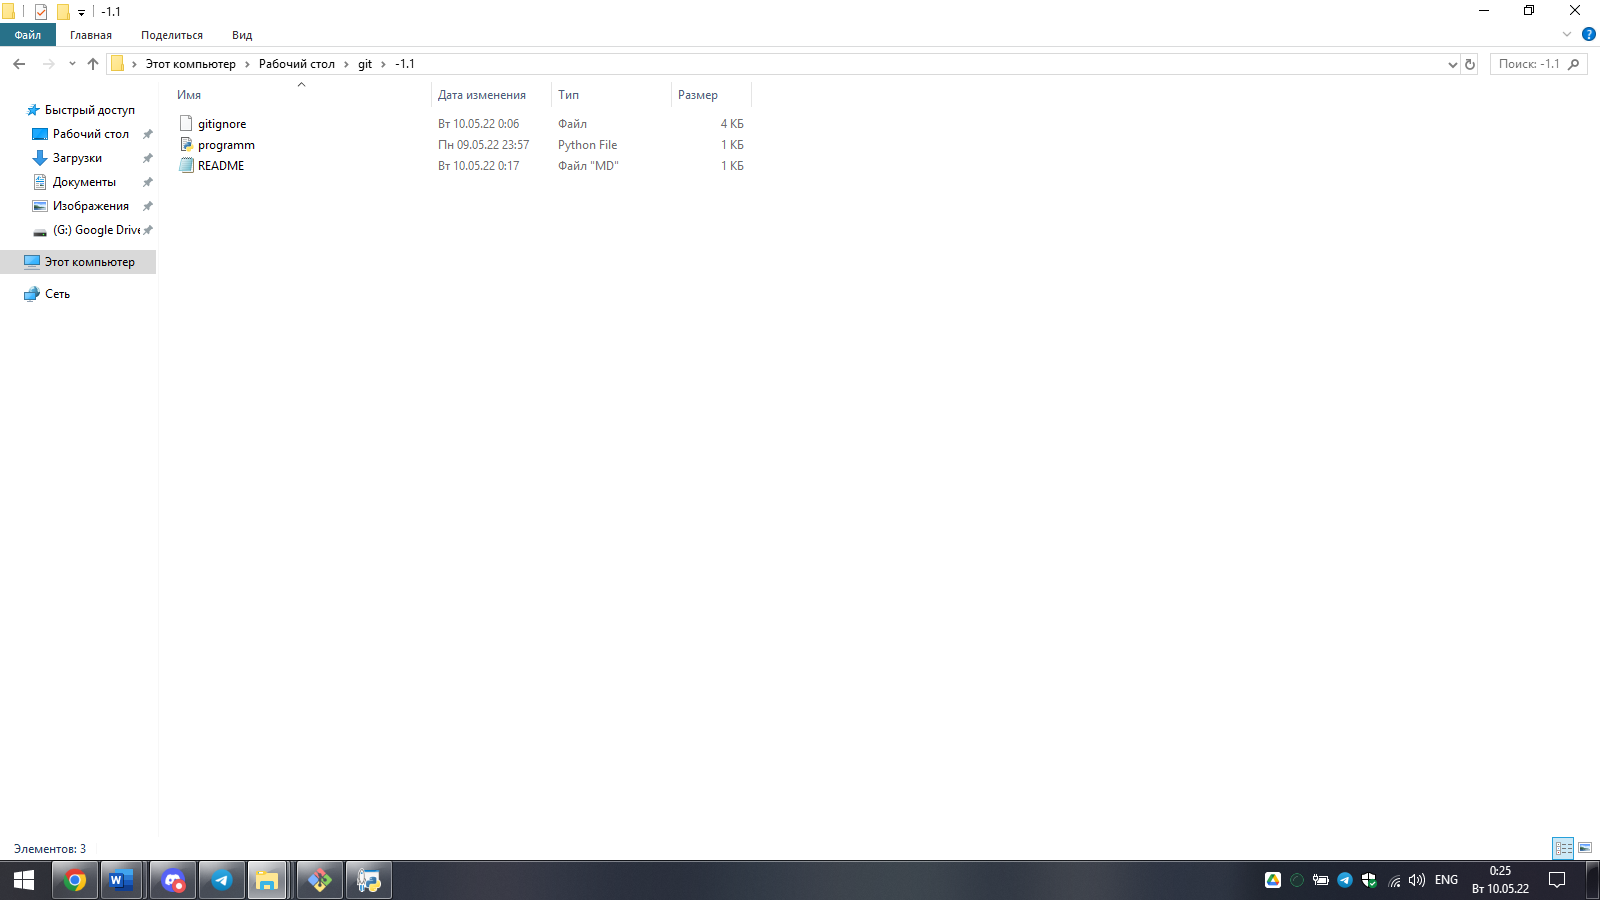 -1.1
Файл Главная Поделиться Вид
Этот компьютер Рабочий стол git -1.1 Поиск: -1.1
Имя Дата изменения Тип Размер
Быстрый доступ
Рабочий стол
Загрузки
Документы
Изображения
(G:) Google Drive
Этот компьютер
Сеть
gitignore Вт 10.05.22 0:06 Файл 4 КБ
programm Пн 09.05.22 23:57 Python File 1 КБ
README Вт 10.05.22 0:17 Файл "MD" 1 КБ
Элементов: 3
ENG
0:25
Вт 10.05.22